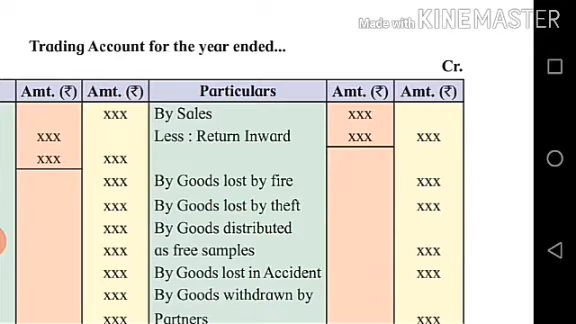 Made with KINEMASTER
Trading Account for the year ended...
Cr.
Amt. (₹) Amt. (₹) Particulars Amt. (₹) Amt. (₹)
xxx By Sales xxx
xxx Less : Return Inward xxx xxx
xxx xxx
xxx By Goods lost by fire xxx
xxx By Goods lost by theft xxx
xxx By Goods distributed
xxx as free samples xxx
xxx By Goods lost in Accident xxx
xxx By Goods withdrawn by
xxx Partners xxx